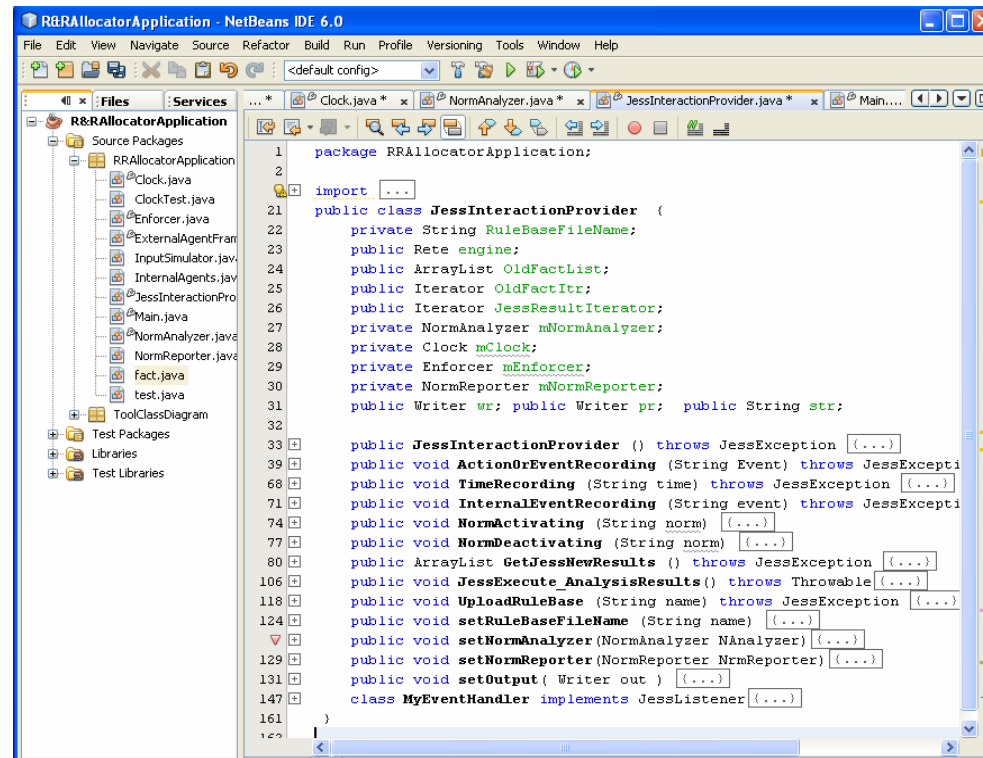 R&RAllocatorApplication - NetBeans IDE 6.0
File Edit View Navigate Source Refactor Build Run Profile Versioning Tools Window Help
<default config>
Files Services
...* Clock.java * x NormAnalyzer.java * x JessInteractionProvider.java * x Main....
R&RAllocatorApplication
Source Packages
RRAllocatorApplication
Clock.java
ClockTest.java
Enforcer.java
ExternalAgentFram
InputSimulator.jav
InternalAgents.jav
JessInteractionPro
Main.java
NormAnalyzer.java
NormReporter.java
fact.java
test.java
ToolClassDiagram
Test Packages
Libraries
Test Libraries
1 package RRAllocatorApplication;
2
import ...
21 public class JessInteractionProvider {
22 private String RuleBaseFileName;
23 public Rete engine;
24 public ArrayList OldFactList;
25 public Iterator OldFactItr;
26 public Iterator JessResultIterator;
27 private NormAnalyzer mNormAnalyzer;
28 private Clock mClock;
29 private Enforcer mEnforcer;
30 private NormReporter mNormReporter;
31 public Writer wr; public Writer pr; public String str;
32
33 public JessInteractionProvider () throws JessException {...}
39 public void ActionOrEventRecording (String Event) throws JessExcepti
68 public void TimeRecording (String time) throws JessException {...}
71 public void InternalEventRecording (String event) throws JessExcepti
74 public void NormActivating (String norm) {...}
77 public void NormDeactivating (String norm) {...}
80 public ArrayList GetJessNewResults () throws JessException {...}
106 public void JessExecute_AnalysisResults() throws Throwable{...}
118 public void UploadRuleBase (String name) throws JessException {...}
124 public void setRuleBaseFileName (String name) {...}
public void setNormAnalyzer(NormAnalyzer NAnalyzer){...}
129 public void setNormReporter(NormReporter NrmReporter){...}
131 public void setOutput( Writer out ) {...}
147 class MyEventHandler implements JessListener{...}
161 }
162